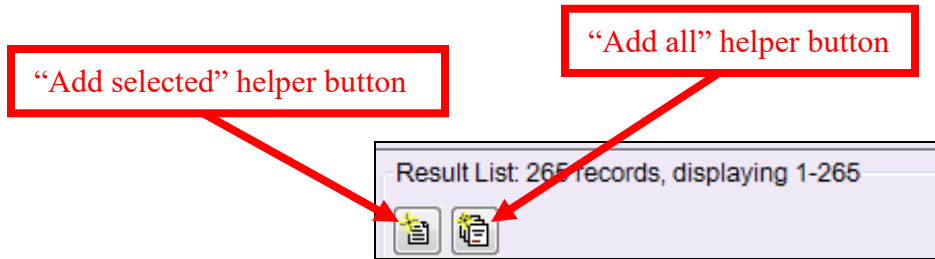 “Add all” helper button
“Add selected” helper button
Result List: 265 records, displaying 1-265